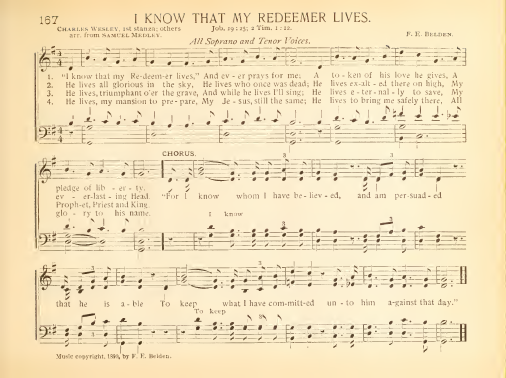 167
I KNOW THAT MY REDEEMER LIVES.
CHARLES WESLEY, 1st stanza; others
arr. from SAMUEL MEDLEY.
Job. 19:25; 2 Tim. 1:12.
F. E. BELDEN.
All Soprano and Tenor Voices.
1. "I know that my Re-deem-er lives," And ev-er prays for me; A to-ken of his love he gives, A
2. He lives all glorious in the sky, He lives who once was dead; He lives ex-alt-ed there on high, My
3. He lives, triumphant o'er the grave, And while he lives I'll sing; He lives e-ter-nal-ly to save, My
4. He lives, my mansion to pre-pare, My Je-sus, still the same; He lives to bring me safely there, All
CHORUS.
pledge of lib-er-ty.
ev-er-last-ing Head.
Proph-et, Priest and King.
glo-ry to his name.
"For I know whom I have be-liev-ed, and am per-suad-ed
I know
that he is a-ble To keep what I have com-mitt-ed un-to him a-gainst that day."
To keep
Music copyright, 1886, by F. E. Belden.